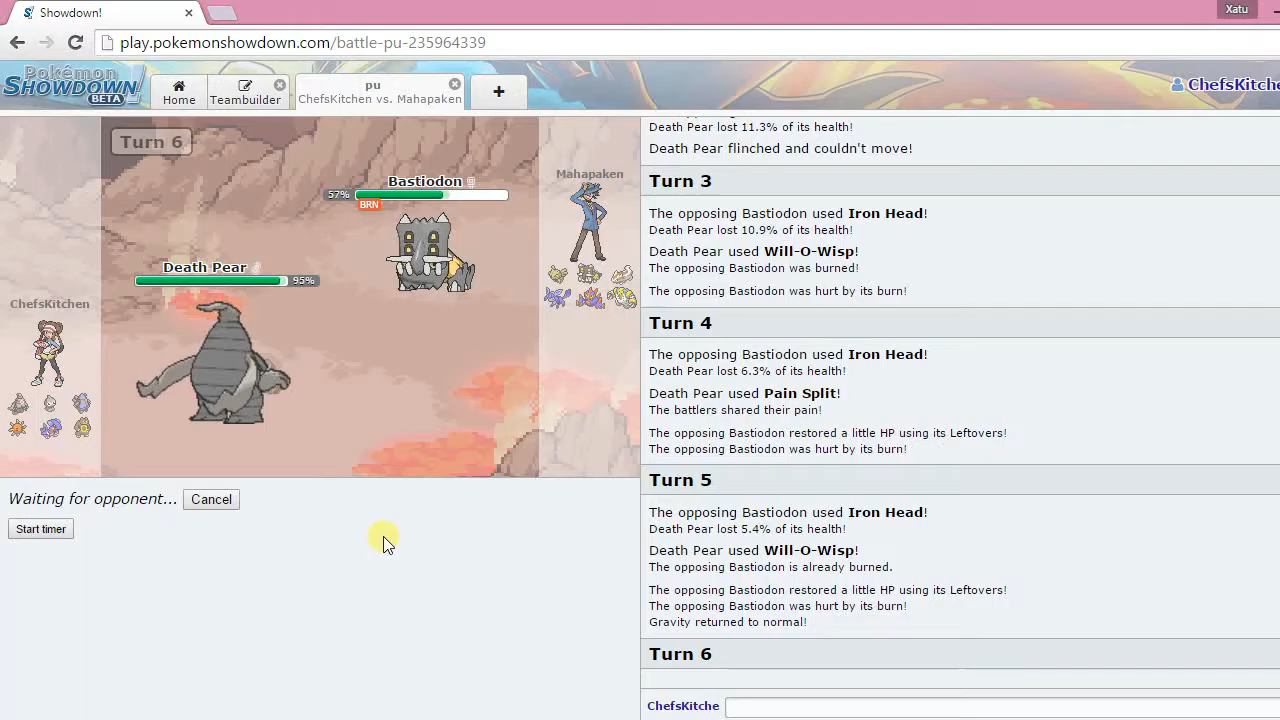 Showdown!
Xatu
play.pokemonshowdown.com/battle-pu-235964339
Pokémon
SHOWDOWN!
BETA
Home
Teambuilder
pu
ChefsKitchen vs. Mahapaken
+
ChefsKitche
Turn 6
Bastiodon
57%
BRN
Death Pear
95%
ChefsKitchen
Mahapaken
Waiting for opponent... Cancel
Start timer
Death Pear lost 11.3% of its health!
Death Pear flinched and couldn't move!
Turn 3
The opposing Bastiodon used Iron Head!
Death Pear lost 10.9% of its health!
Death Pear used Will-O-Wisp!
The opposing Bastiodon was burned!
The opposing Bastiodon was hurt by its burn!
Turn 4
The opposing Bastiodon used Iron Head!
Death Pear lost 6.3% of its health!
Death Pear used Pain Split!
The battlers shared their pain!
The opposing Bastiodon restored a little HP using its Leftovers!
The opposing Bastiodon was hurt by its burn!
Turn 5
The opposing Bastiodon used Iron Head!
Death Pear lost 5.4% of its health!
Death Pear used Will-O-Wisp!
The opposing Bastiodon is already burned.
The opposing Bastiodon restored a little HP using its Leftovers!
The opposing Bastiodon was hurt by its burn!
Gravity returned to normal!
Turn 6
ChefsKitche